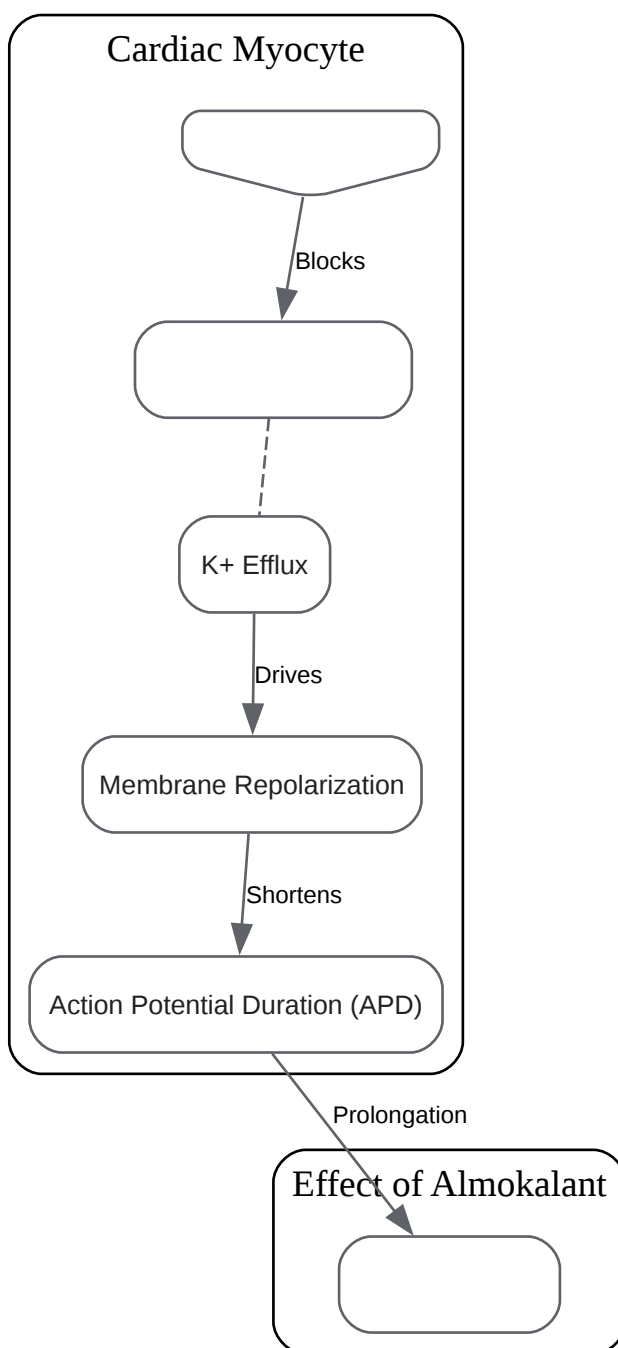 Cardiac Myocyte
Blocks
K+ Efflux
Drives
Membrane Repolarization
Shortens
Action Potential Duration (APD)
Prolongation
Effect of Almokalant